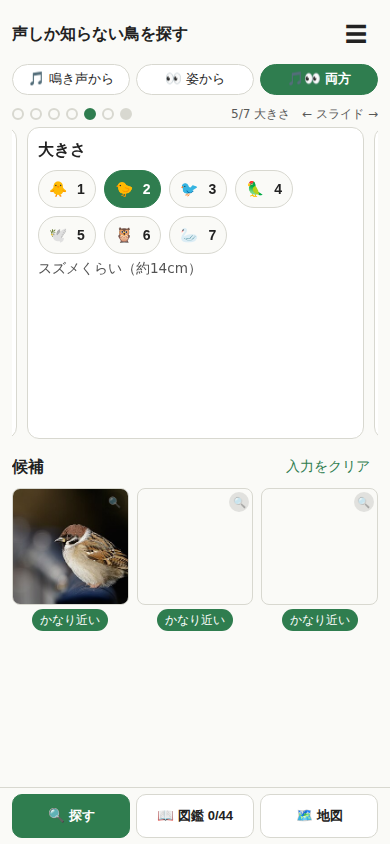 声しか知らない鳥を探す
🎵 鳴き声から
👀 姿から
🎵👀 両方
5/7 大きさ ← スライド →
大きさ
🐥 1
🐤 2
🐦 3
🦜 4
🕊️ 5
🦉 6
🦢 7
スズメくらい（約14cm）
候補
入力をクリア
かなり近い
かなり近い
かなり近い
🔍 探す
📖 図鑑 0/44
🗺️ 地図